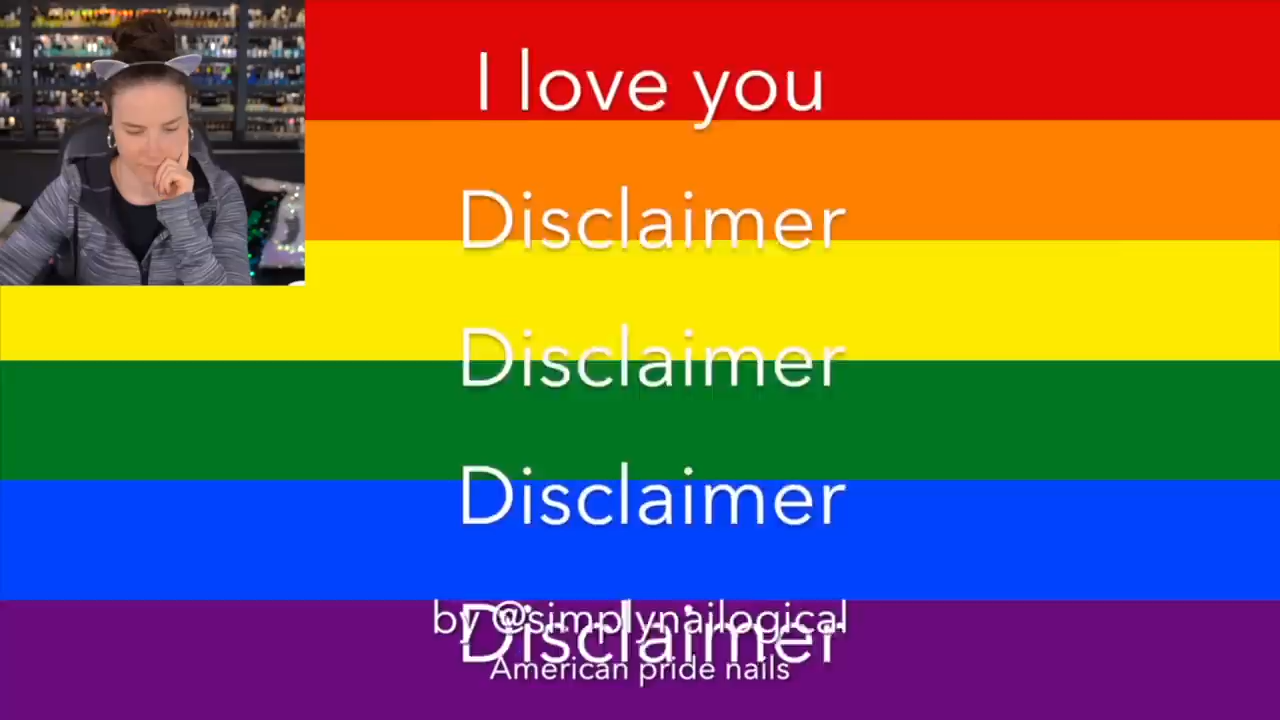 I love you
Disclaimer
Disclaimer
Disclaimer
by @simplynailogical
Disclaimer
American pride nails